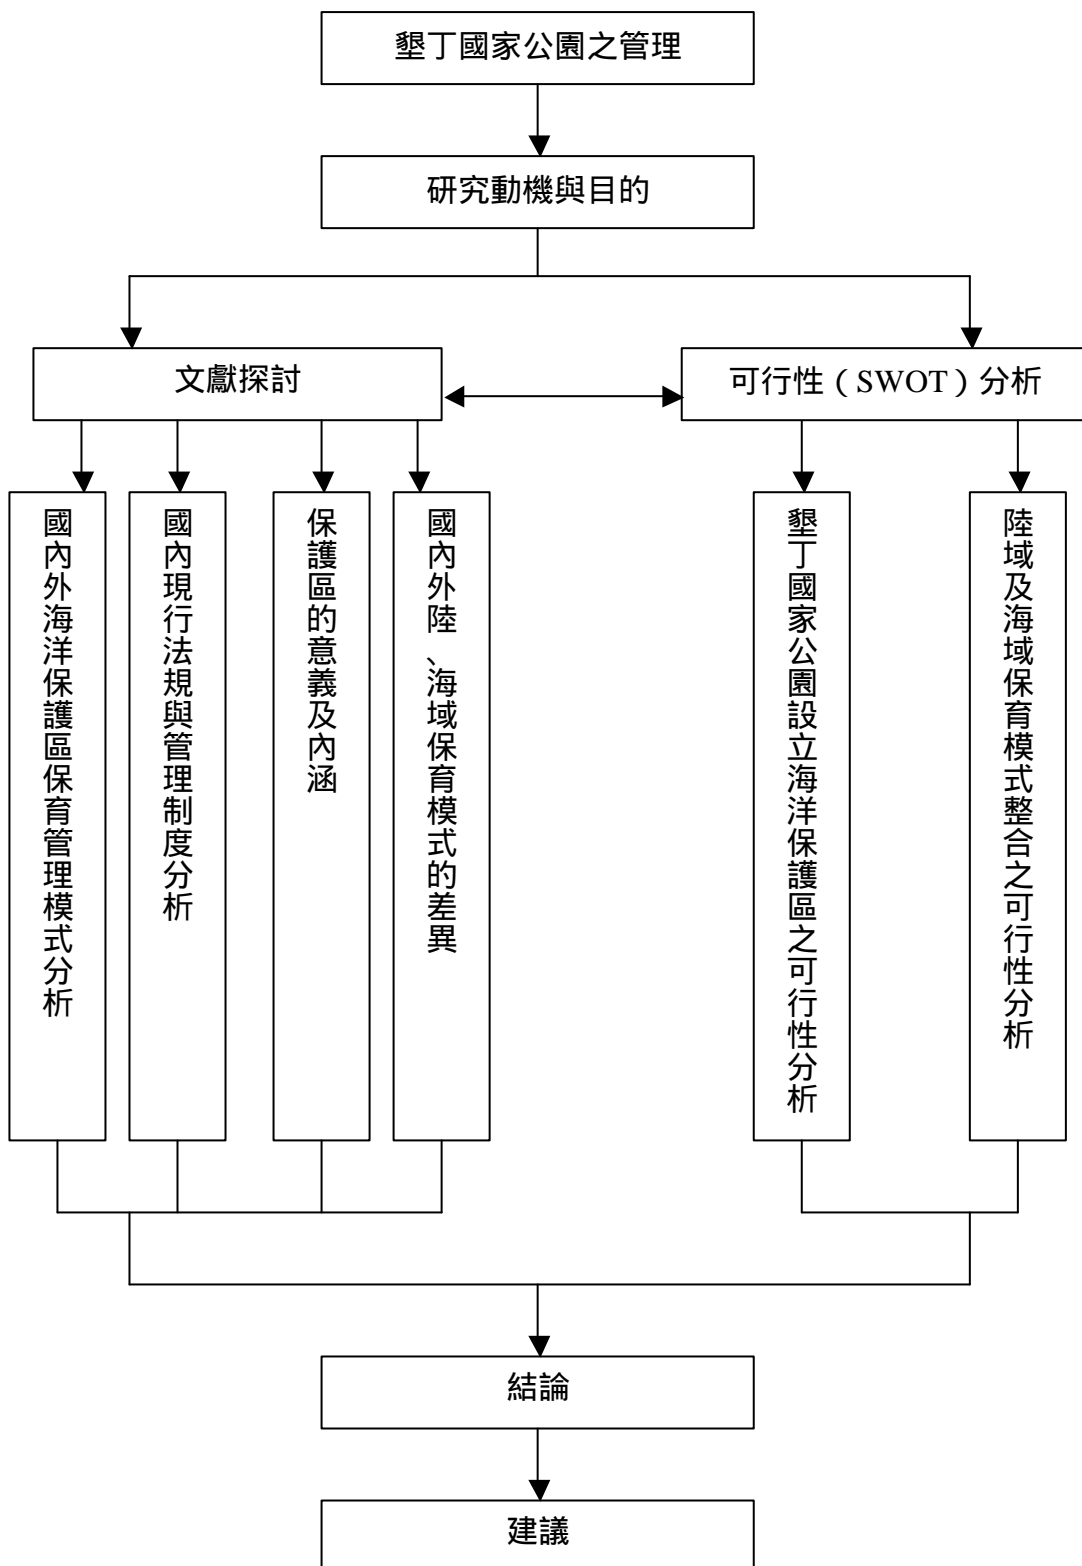 墾丁國家公園之管理
研究動機與目的
文獻探討
可行性（SWOT）分析
國內外海洋保護區保育管理模式分析
國內現行法規與管理制度分析
保護區的意義及內涵
國內外陸、海域保育模式的差異
墾丁國家公園設立海洋保護區之可行性分析
陸域及海域保育模式整合之可行性分析
結論
建議